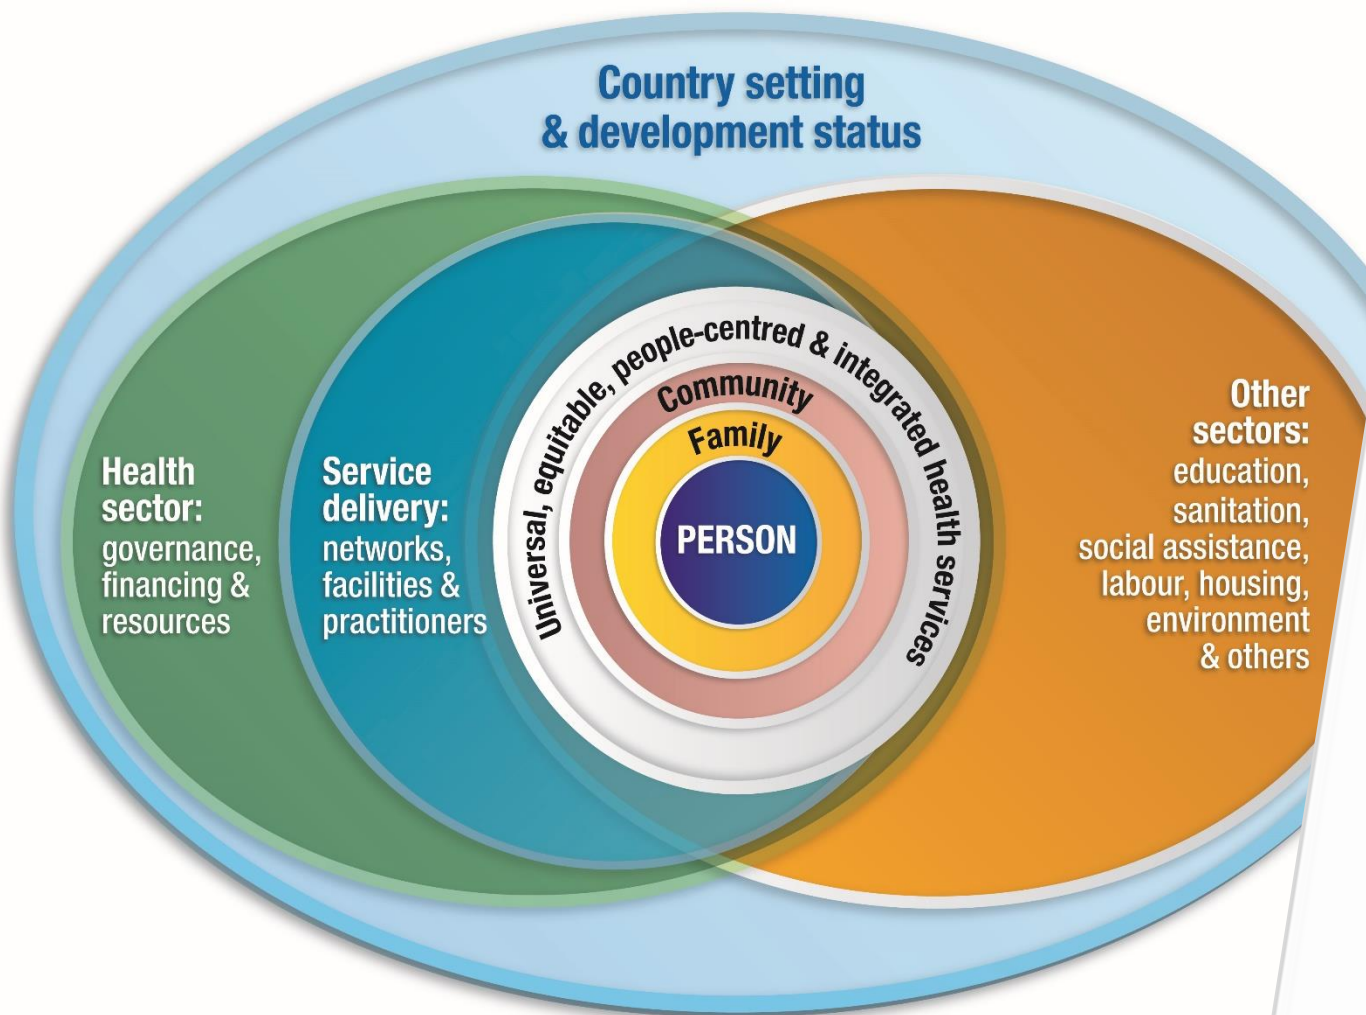 Country setting
& development status
Universal, equitable, people-centred & integrated health services
Community
Family
PERSON
Health
sector:
governance,
financing &
resources
Service
delivery:
networks,
facilities &
practitioners
Other
sectors:
education,
sanitation,
social assistance,
labour, housing,
environment
& others